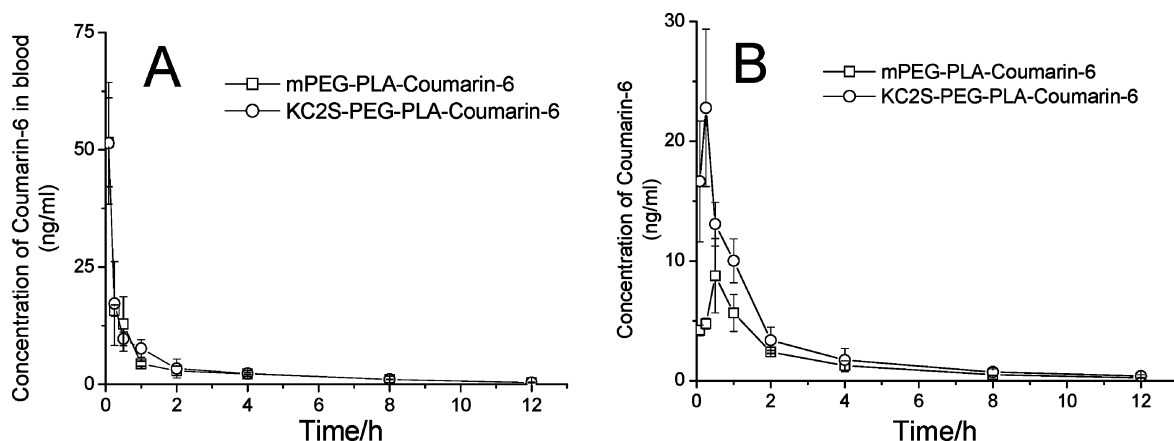 A
mPEG-PLA-Coumarin-6
KC2S-PEG-PLA-Coumarin-6
Concentration of Coumarin-6 in blood
(ng/ml)
75
50
25
0
0 2 4 6 8 10 12
Time/h
B
mPEG-PLA-Coumarin-6
KC2S-PEG-PLA-Coumarin-6
Concentration of Coumarin-6
(ng/ml)
30
20
10
0
0 2 4 6 8 10 12
Time/h